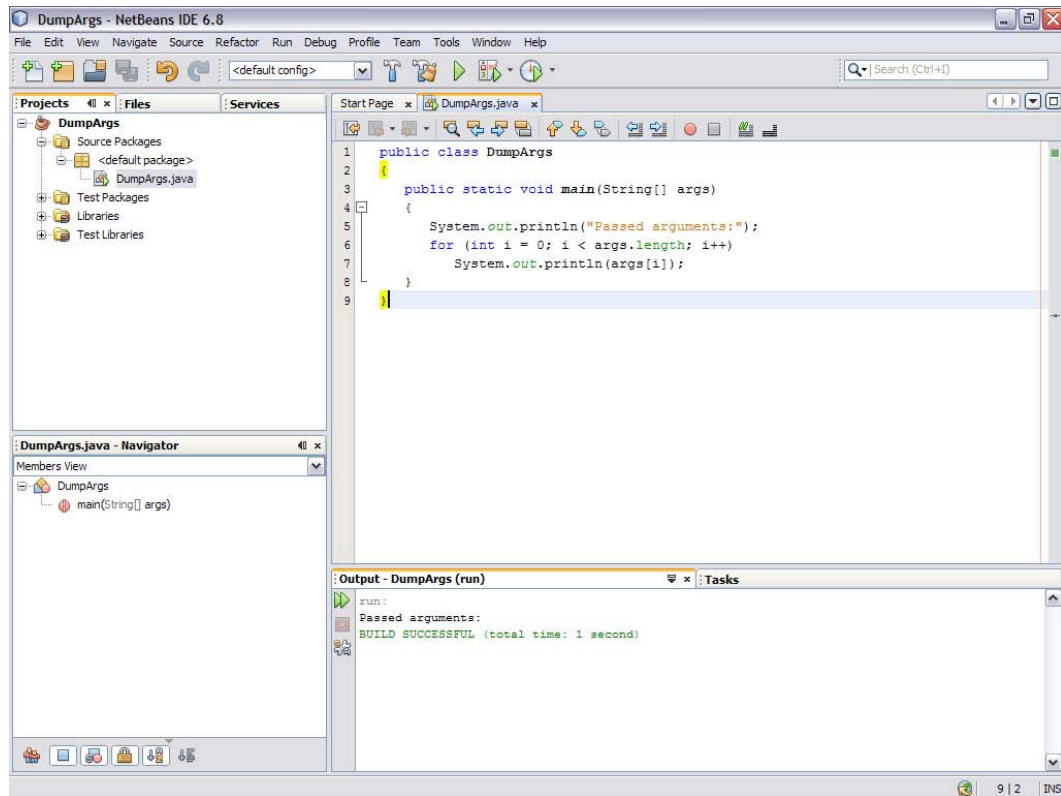 DumpArgs - NetBeans IDE 6.8
File Edit View Navigate Source Refactor Run Debug Profile Team Tools Window Help
<default config>
Search (Ctrl+I)
Projects Files Services
DumpArgs
Source Packages
<default package>
DumpArgs.java
Test Packages
Libraries
Test Libraries
DumpArgs.java - Navigator
Members View
DumpArgs
main(String[] args)
Start Page DumpArgs.java
1 public class DumpArgs
2 {
3 public static void main(String[] args)
4 {
5 System.out.println("Passed arguments:");
6 for (int i = 0; i < args.length; i++)
7 System.out.println(args[i]);
8 }
9 }
Output - DumpArgs (run) Tasks
run:
Passed arguments:
BUILD SUCCESSFUL (total time: 1 second)
9 | 2 INS